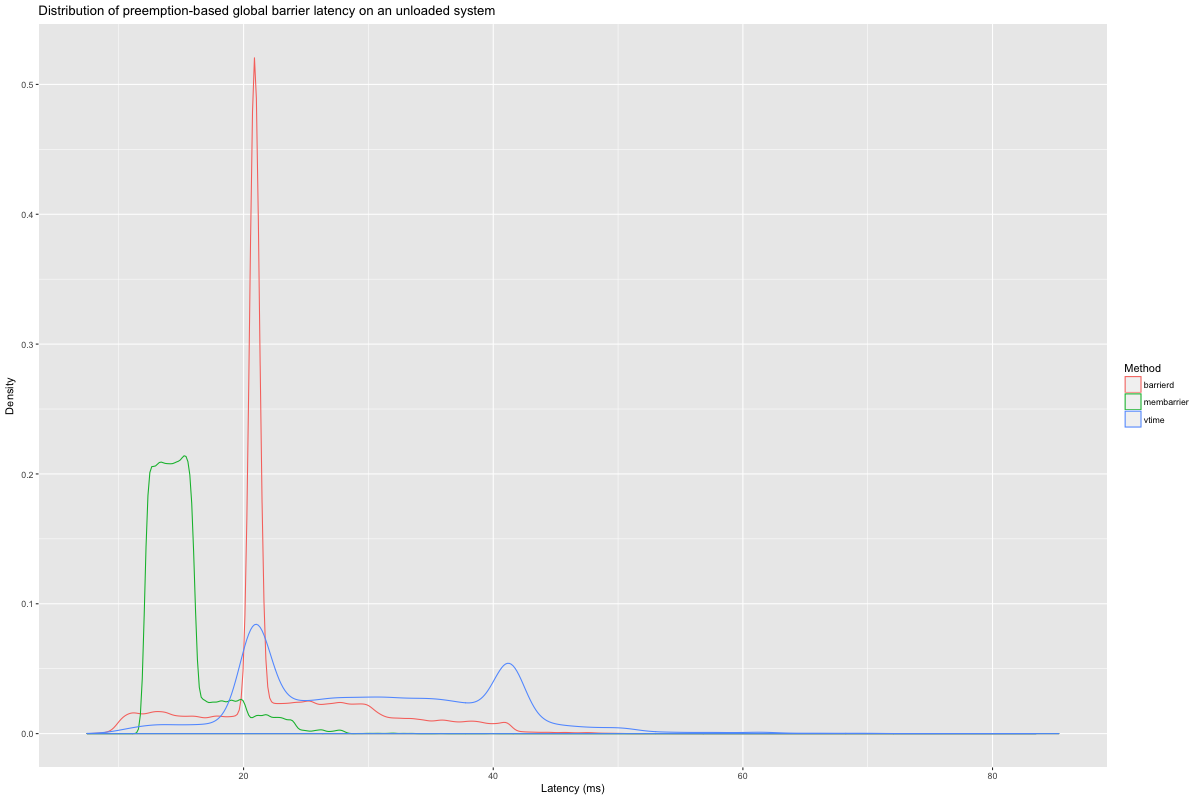 Distribution of preemption-based global barrier latency on an unloaded system
0.5
0.4
0.3
0.2
0.1
0.0
Density
20
40
60
80
Latency (ms)
Method
barrierd
membarrier
vtime